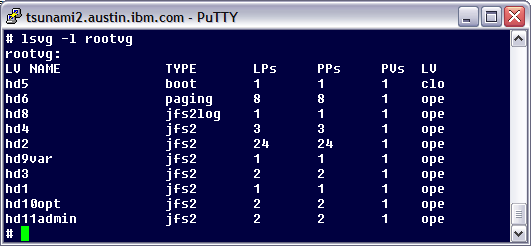 tsunami2.austin.ibm.com - PuTTY
# lsvg -l rootvg
rootvg:
LV NAME TYPE LPs PPs PVs LV
hd5 boot 1 1 1 clo
hd6 paging 8 8 1 ope
hd8 jfs2log 1 1 1 ope
hd4 jfs2 3 3 1 ope
hd2 jfs2 24 24 1 ope
hd9var jfs2 1 1 1 ope
hd3 jfs2 2 2 1 ope
hd1 jfs2 1 1 1 ope
hd10opt jfs2 2 2 1 ope
hd11admin jfs2 2 2 1 ope
#